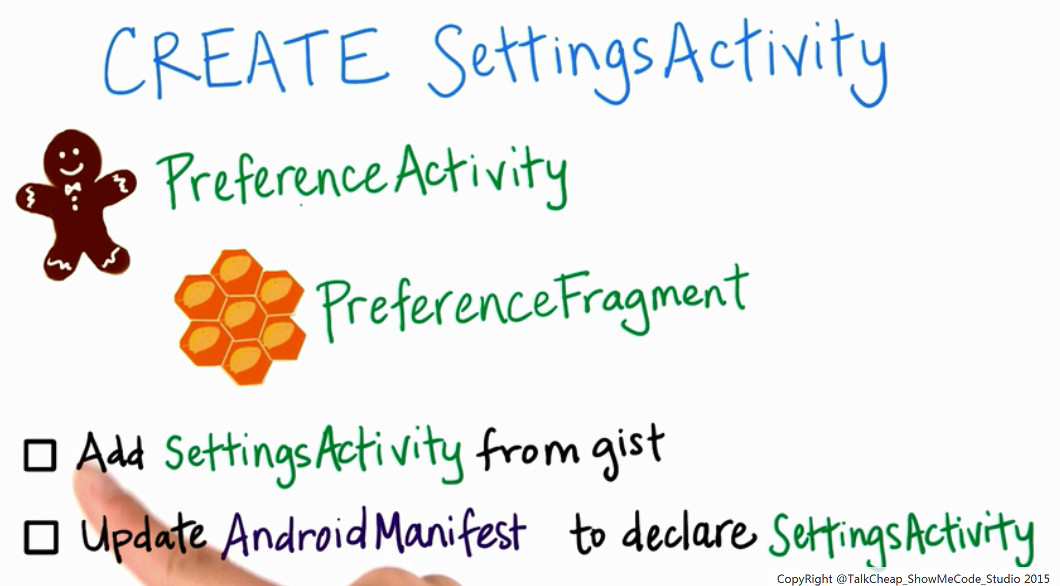 CREATE SettingsActivity
PreferenceActivity
PreferenceFragment
Add SettingsActivity from gist
Update AndroidManifest to declare SettingsActivity
CopyRight @TalkCheap_ShowMeCode_Studio 2015